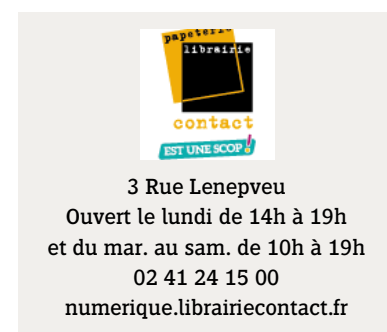 papeterie
librairie
contact
EST UNE SCOP !
3 Rue Lenepveu
Ouvert le lundi de 14h à 19h
et du mar. au sam. de 10h à 19h
02 41 24 15 00
numerique.librairiecontact.fr